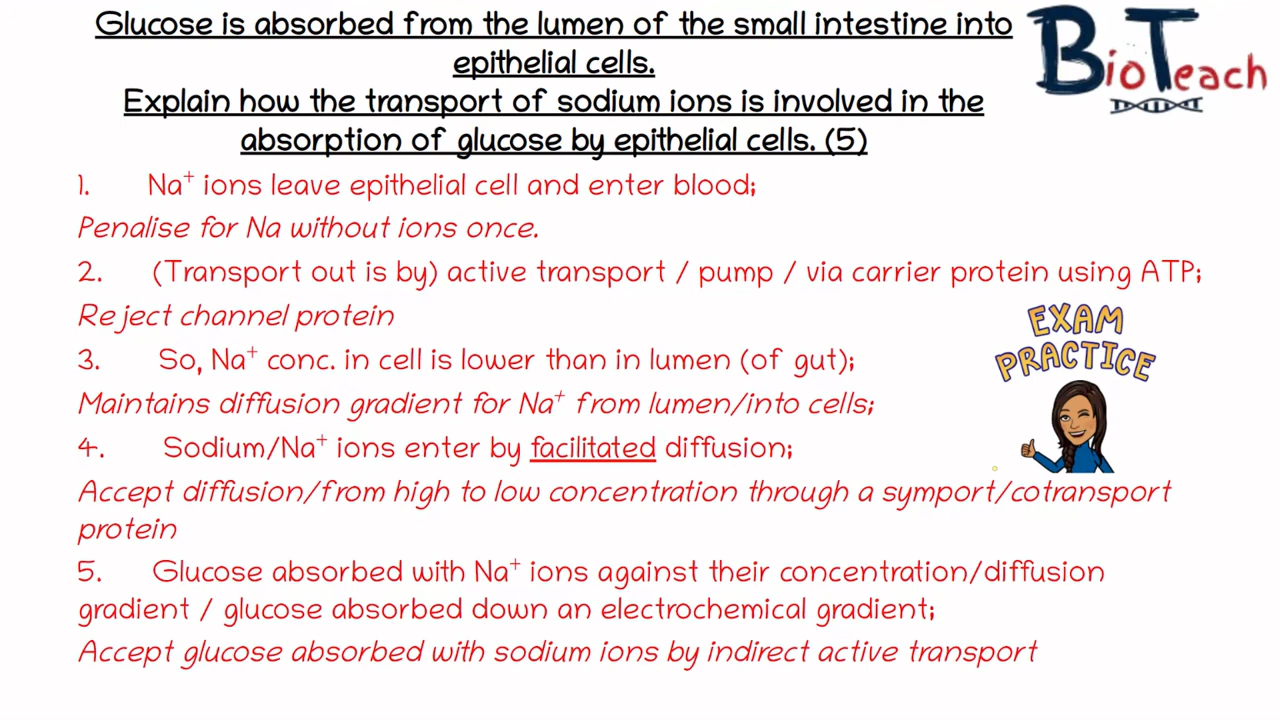 Glucose is absorbed from the lumen of the small intestine into
epithelial cells.
Explain how the transport of sodium ions is involved in the
absorption of glucose by epithelial cells. (5)
BioTeach
1. Na⁺ ions leave epithelial cell and enter blood;
Penalise for Na without ions once.
2. (Transport out is by) active transport / pump / via carrier protein using ATP;
Reject channel protein
3. So, Na⁺ conc. in cell is lower than in lumen (of gut);
Maintains diffusion gradient for Na⁺ from lumen/into cells;
4. Sodium/Na⁺ ions enter by facilitated diffusion;
Accept diffusion/from high to low concentration through a symport/cotransport
protein
5. Glucose absorbed with Na⁺ ions against their concentration/diffusion
gradient / glucose absorbed down an electrochemical gradient;
Accept glucose absorbed with sodium ions by indirect active transport
EXAM
PRACTICE